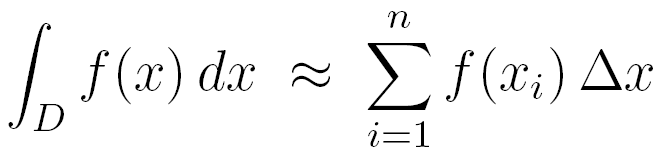 ∫_D f(x) dx ≈ ∑_{i=1}^{n} f(x_i) Δx